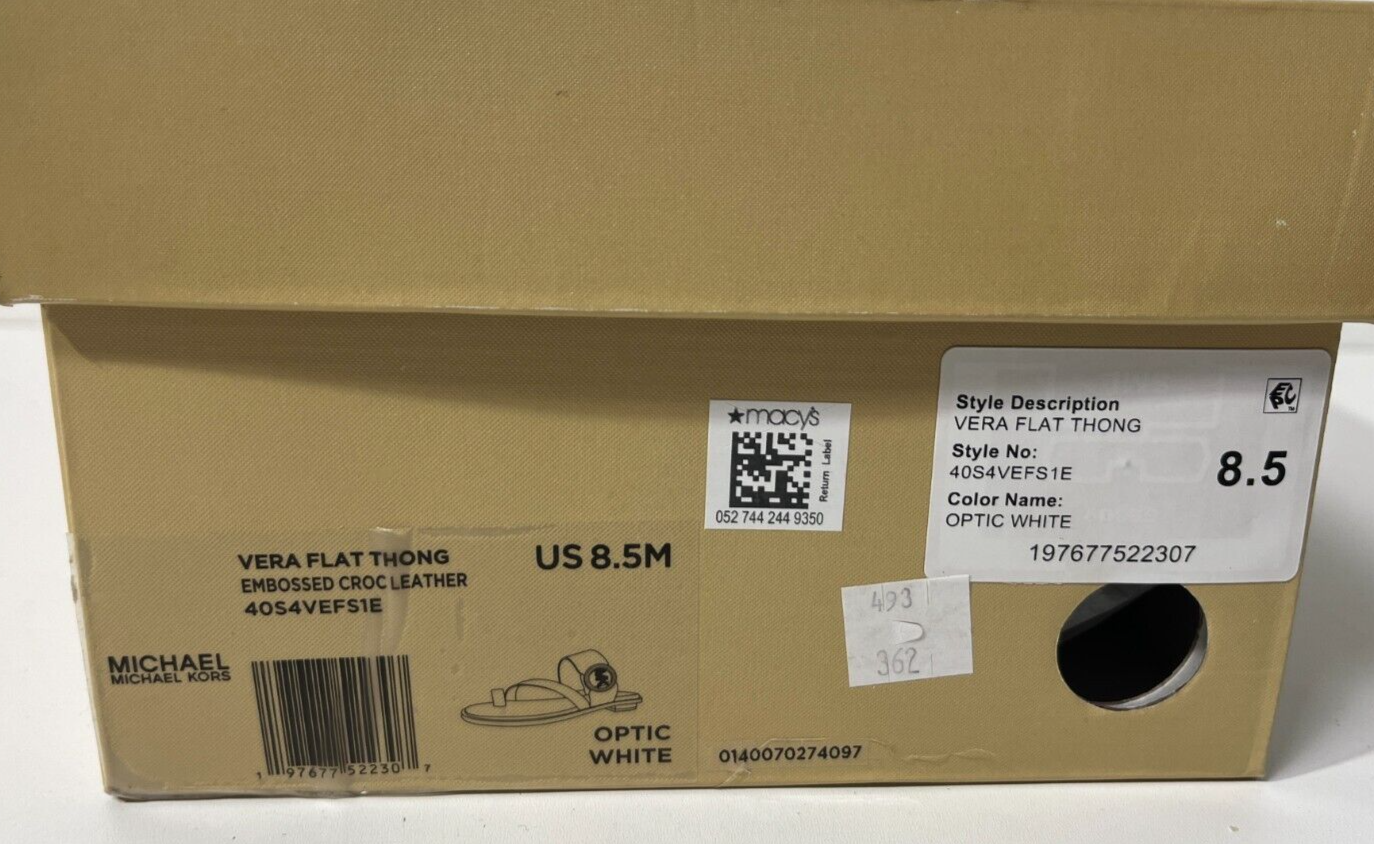 VERA FLAT THONG
EMBOSSED CROC LEATHER
40S4VEFS1E
US 8.5M
MICHAEL
MICHAEL KORS
1 97677 52230 7
OPTIC
WHITE
★macy's
Return Label
052 744 244 9350
Style Description
VERA FLAT THONG
Style No:
40S4VEFS1E
8.5
Color Name:
OPTIC WHITE
197677522307
493
362
0140070274097